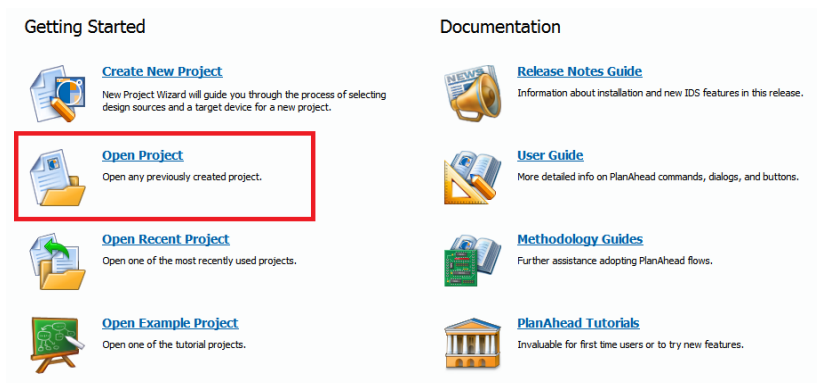 Getting Started
Create New Project
New Project Wizard will guide you through the process of selecting
design sources and a target device for a new project.
Open Project
Open any previously created project.
Open Recent Project
Open one of the most recently used projects.
Open Example Project
Open one of the tutorial projects.
Documentation
NEWS
Release Notes Guide
Information about installation and new IDS features in this release.
User Guide
More detailed info on PlanAhead commands, dialogs, and buttons.
Methodology Guides
Further assistance adopting PlanAhead flows.
PlanAhead Tutorials
Invaluable for first time users or to try new features.